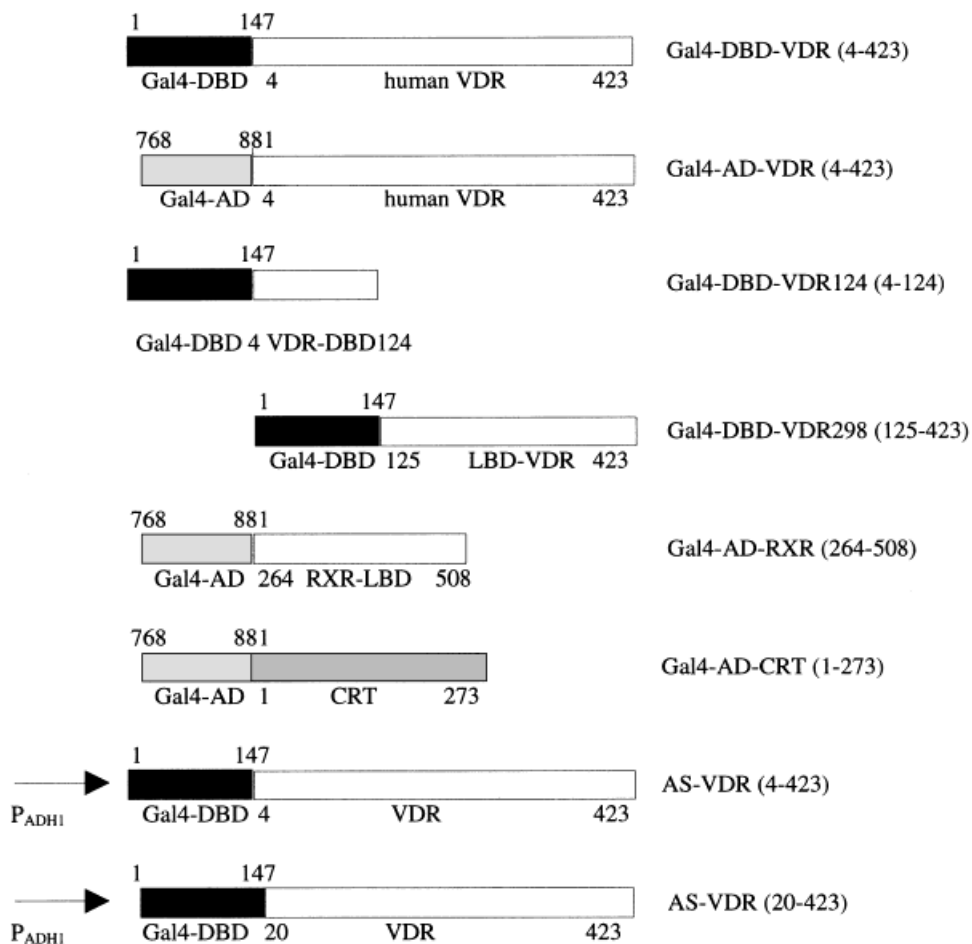 1 147
Gal4-DBD-VDR (4-423)
Gal4-DBD 4 human VDR 423
768 881
Gal4-AD-VDR (4-423)
Gal4-AD 4 human VDR 423
1 147
Gal4-DBD-VDR124 (4-124)
Gal4-DBD 4 VDR-DBD124
1 147
Gal4-DBD-VDR298 (125-423)
Gal4-DBD 125 LBD-VDR 423
768 881
Gal4-AD-RXR (264-508)
Gal4-AD 264 RXR-LBD 508
768 881
Gal4-AD-CRT (1-273)
Gal4-AD 1 CRT 273
1 147
AS-VDR (4-423)
PADH1 Gal4-DBD 4 VDR 423
1 147
AS-VDR (20-423)
PADH1 Gal4-DBD 20 VDR 423